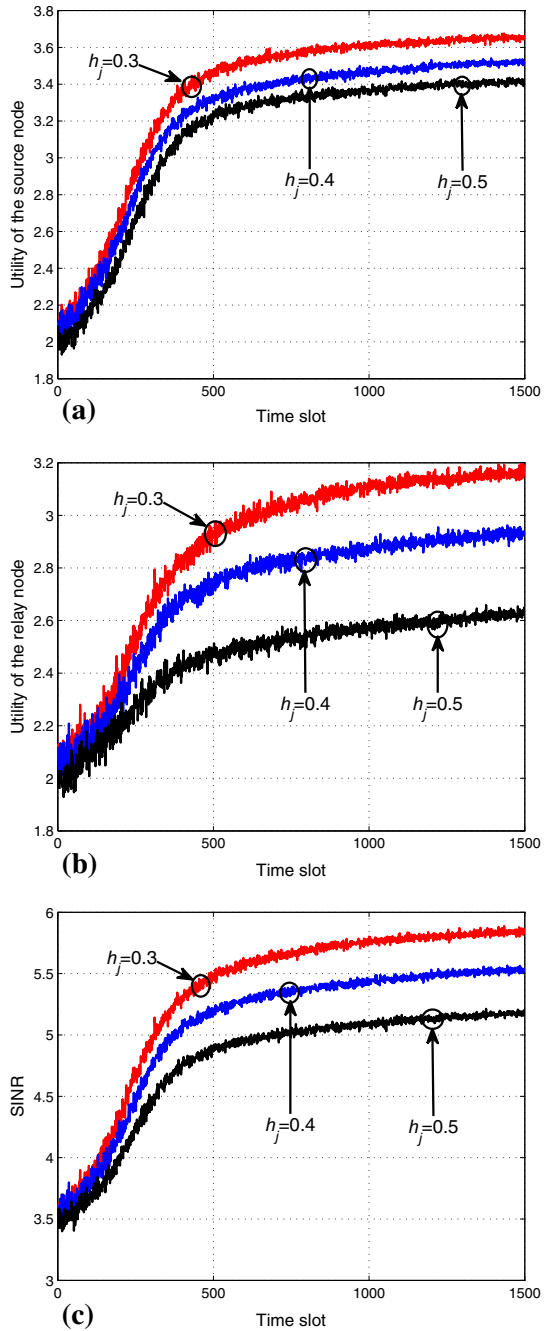 3.8
3.6
3.4
3.2
3
2.8
2.6
2.4
2.2
2
1.8
Utility of the source node
h_j=0.3
h_j=0.4
h_j=0.5
0 500 1000 1500
Time slot
(a)
3.2
3
2.8
2.6
2.4
2.2
2
1.8
Utility of the relay node
h_j=0.3
h_j=0.4
h_j=0.5
0 500 1000 1500
Time slot
(b)
6
5.5
5
4.5
4
3.5
3
SINR
h_j=0.3
h_j=0.4
h_j=0.5
0 500 1000 1500
Time slot
(c)